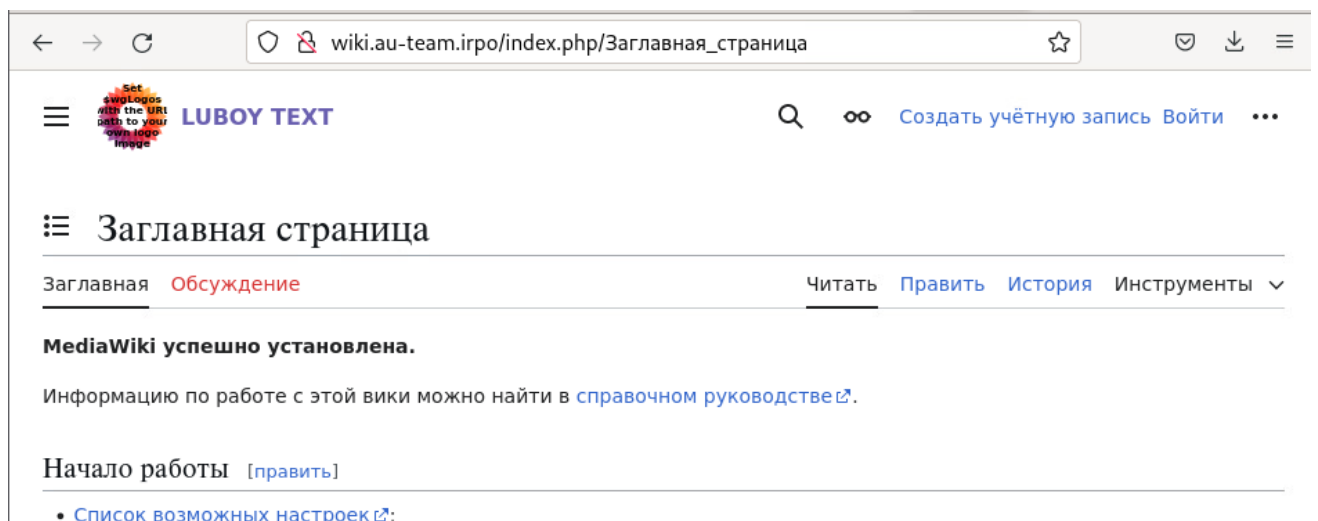 wiki.au-team.irpo/index.php/Заглавная_страница
Set
$wgLogos
with the URL
path to your
own logo
image
LUBOY TEXT
Создать учётную запись Войти
Заглавная страница
Заглавная Обсуждение Читать Править История Инструменты
MediaWiki успешно установлена.
Информацию по работе с этой вики можно найти в справочном руководстве.
Начало работы [править]
• Список возможных настроек;